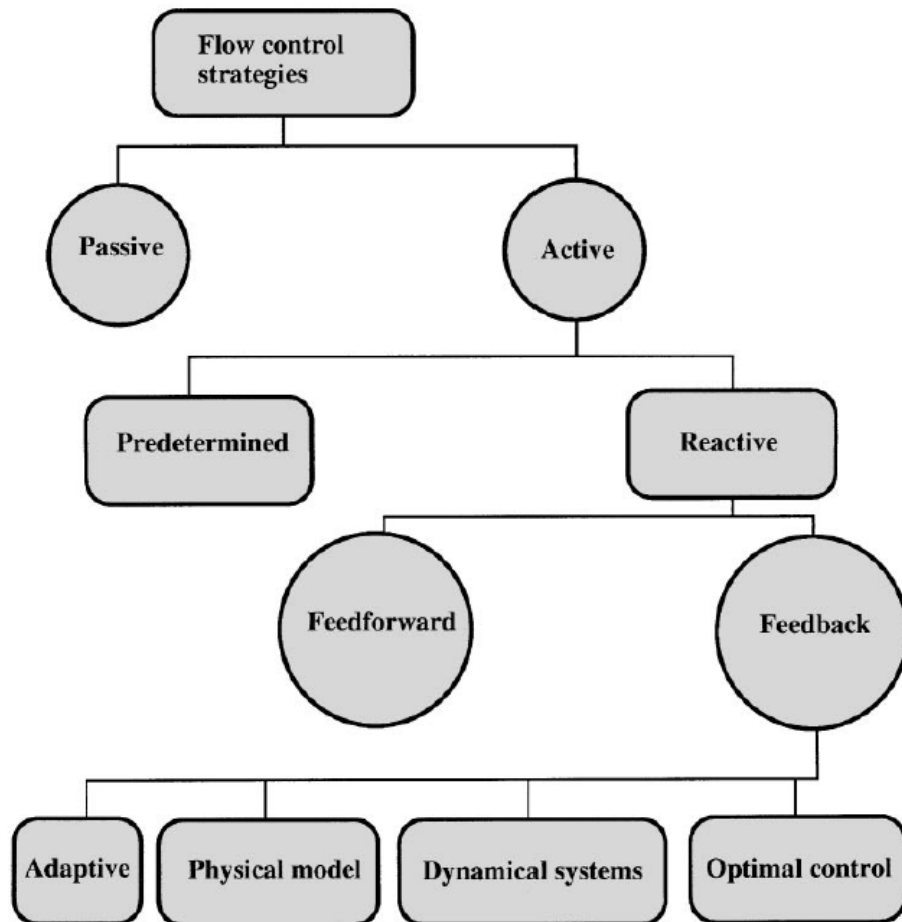 Flow control
strategies
Passive
Active
Predetermined
Reactive
Feedforward
Feedback
Adaptive
Physical model
Dynamical systems
Optimal control